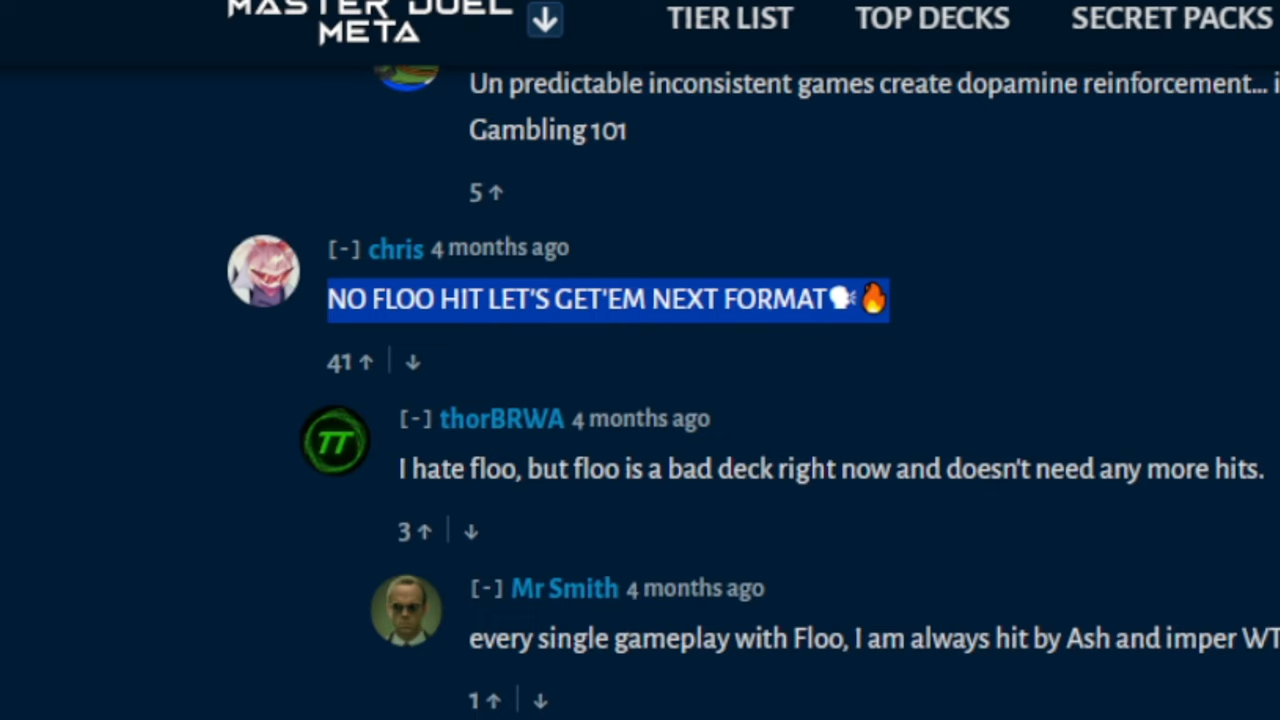 MASTER DUEL
META
TIER LIST
TOP DECKS
SECRET PACKS
Un predictable inconsistent games create dopamine reinforcement... i
Gambling 101
5↑
[-] chris 4 months ago
NO FLOO HIT LET'S GET'EM NEXT FORMAT🗣️🔥
41↑ | ↓
[-] thorBRWA 4 months ago
I hate floo, but floo is a bad deck right now and doesn't need any more hits.
3↑ | ↓
[-] Mr Smith 4 months ago
every single gameplay with Floo, I am always hit by Ash and imper WT
1↑ | ↓